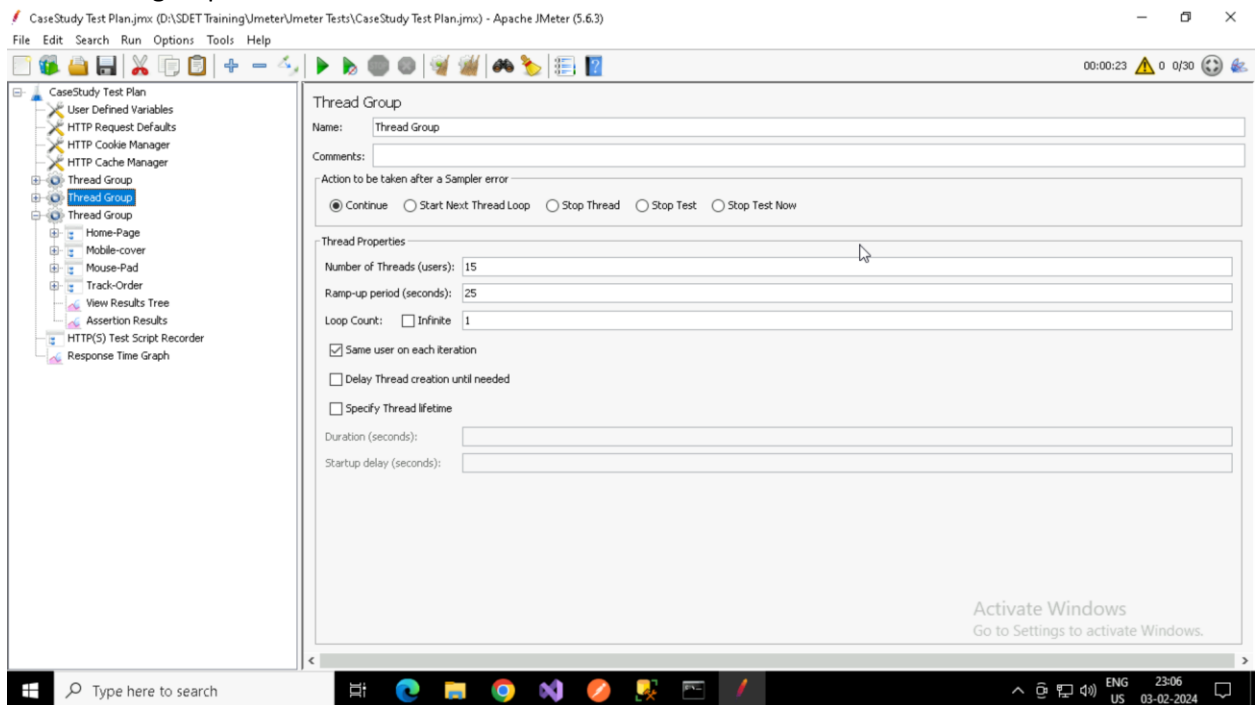 CaseStudy Test Plan.jmx (D:\SDET Training\Jmeter\Jmeter Tests\CaseStudy Test Plan.jmx) - Apache JMeter (5.6.3)
File Edit Search Run Options Tools Help
00:00:23 0 0/30
CaseStudy Test Plan
User Defined Variables
HTTP Request Defaults
HTTP Cookie Manager
HTTP Cache Manager
Thread Group
Thread Group
Thread Group
Home-Page
Mobile-cover
Mouse-Pad
Track-Order
View Results Tree
Assertion Results
HTTP(S) Test Script Recorder
Response Time Graph
Thread Group
Name: Thread Group
Comments:
Action to be taken after a Sampler error
Continue Start Next Thread Loop Stop Thread Stop Test Stop Test Now
Thread Properties
Number of Threads (users): 15
Ramp-up period (seconds): 25
Loop Count: Infinite 1
Same user on each iteration
Delay Thread creation until needed
Specify Thread lifetime
Duration (seconds):
Startup delay (seconds):
Activate Windows
Go to Settings to activate Windows.
Type here to search
ENG 23:06
US 03-02-2024